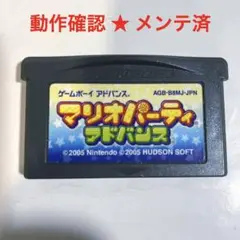 動作確認 ★ メンテ済
ゲームボーイ アドバンス® AGB-B8MJ-JPN
マリオパーティ
アドバンス
©2005 Nintendo ©2005 HUDSON SOFT